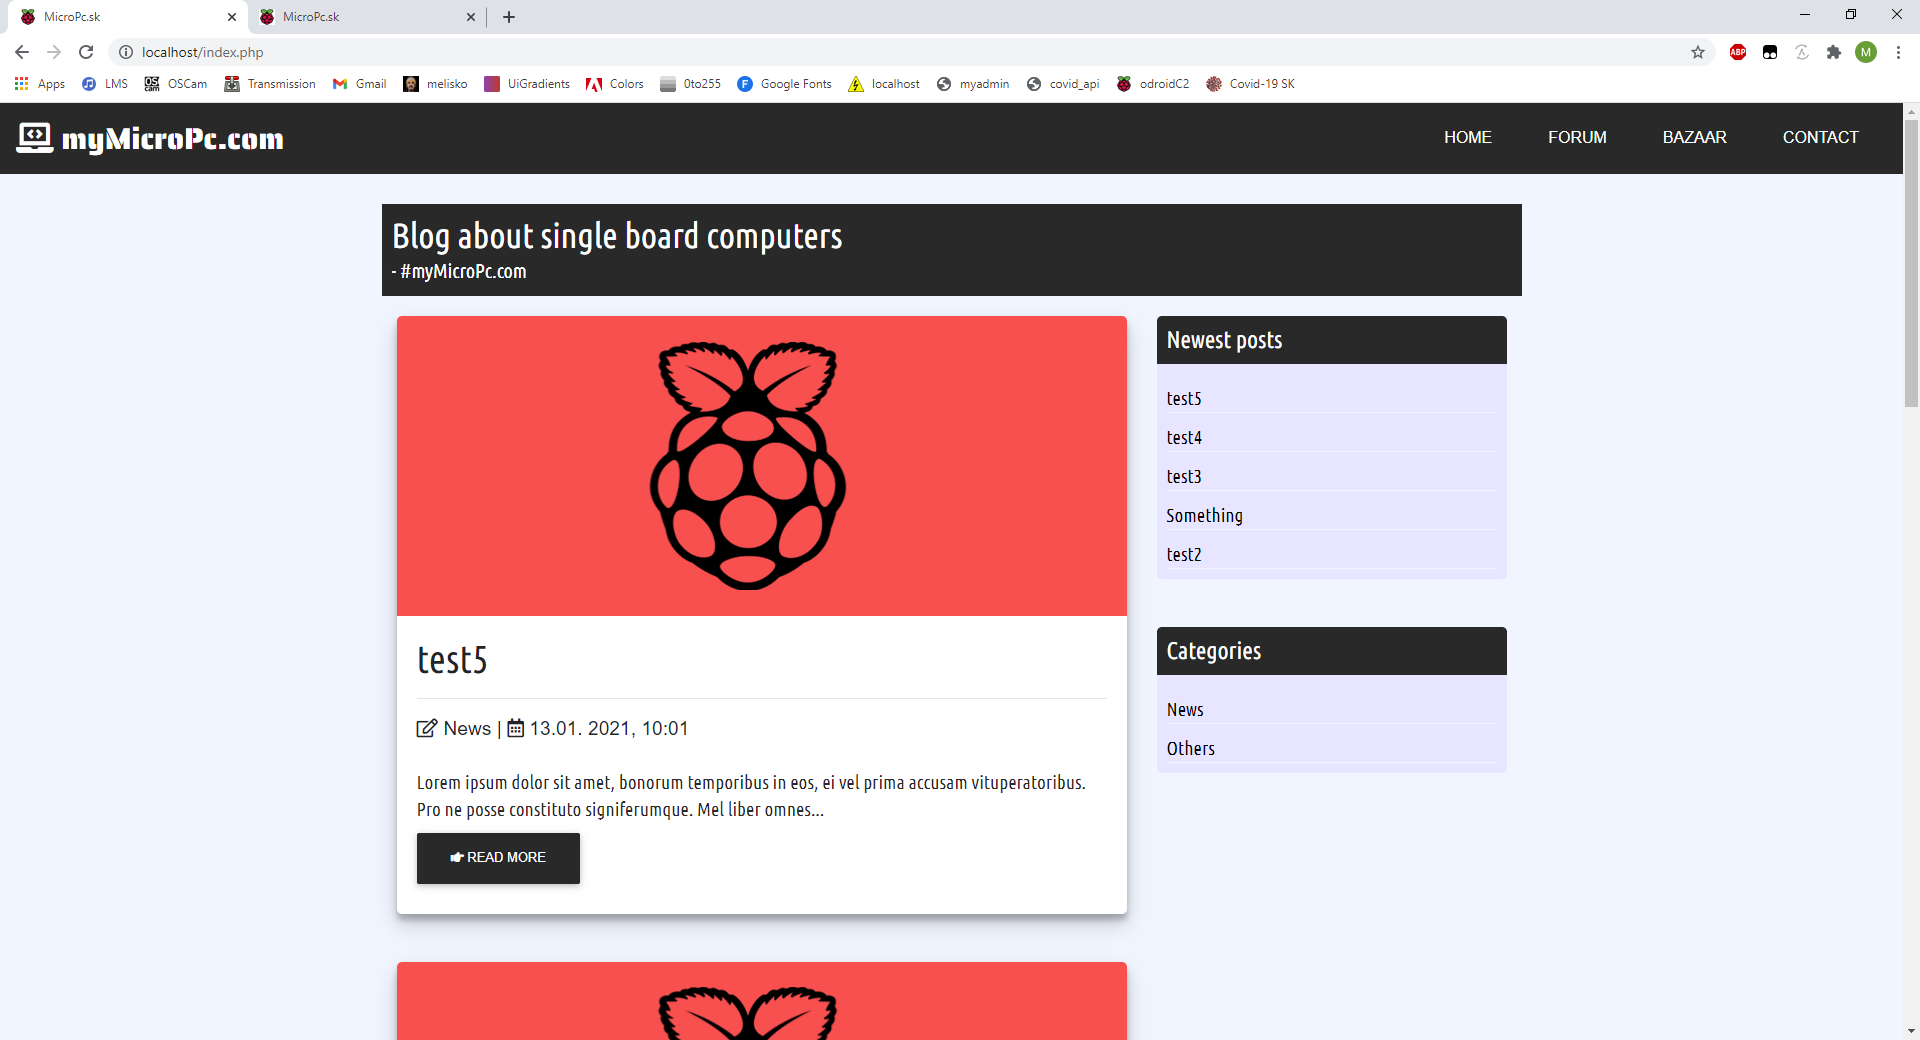 MicroPc.sk
MicroPc.sk
localhost/index.php
ABP
M
Apps
LMS
OSCam
Transmission
Gmail
melisko
UiGradients
Colors
0to255
F
Google Fonts
localhost
myadmin
covid_api
odroidC2
Covid-19 SK
myMicroPc.com
HOME
FORUM
BAZAAR
CONTACT
Blog about single board computers
- #myMicroPc.com
test5
News | 13.01. 2021, 10:01
Lorem ipsum dolor sit amet, bonorum temporibus in eos, ei vel prima accusam vituperatoribus.
Pro ne posse constituto signiferumque. Mel liber omnes...
READ MORE
Newest posts
test5
test4
test3
Something
test2
Categories
News
Others